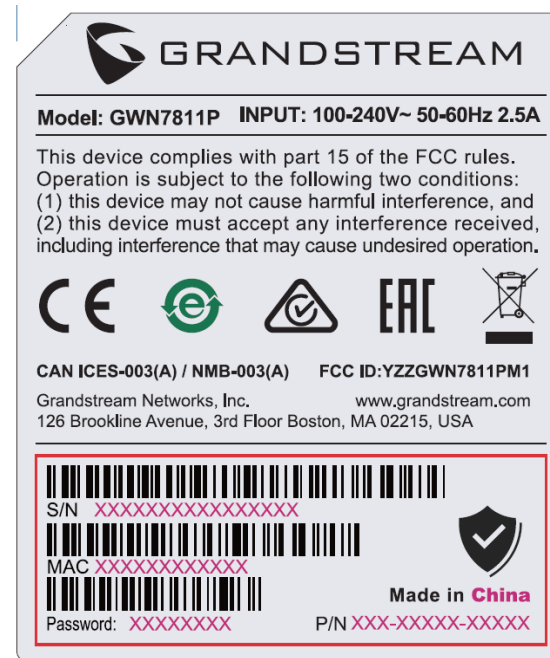 GRANDSTREAM
Model: GWN7811P INPUT: 100-240V~ 50-60Hz 2.5A
This device complies with part 15 of the FCC rules.
Operation is subject to the following two conditions:
(1) this device may not cause harmful interference, and
(2) this device must accept any interference received,
including interference that may cause undesired operation.
CE e EAC
CAN ICES-003(A) / NMB-003(A) FCC ID:YZZGWN7811PM1
Grandstream Networks, Inc. www.grandstream.com
126 Brookline Avenue, 3rd Floor Boston, MA 02215, USA
S/N XXXXXXXXXXXXXXXX
MAC XXXXXXXXXXXX
Made in China
Password: XXXXXXXX P/N XXX-XXXXX-XXXXX